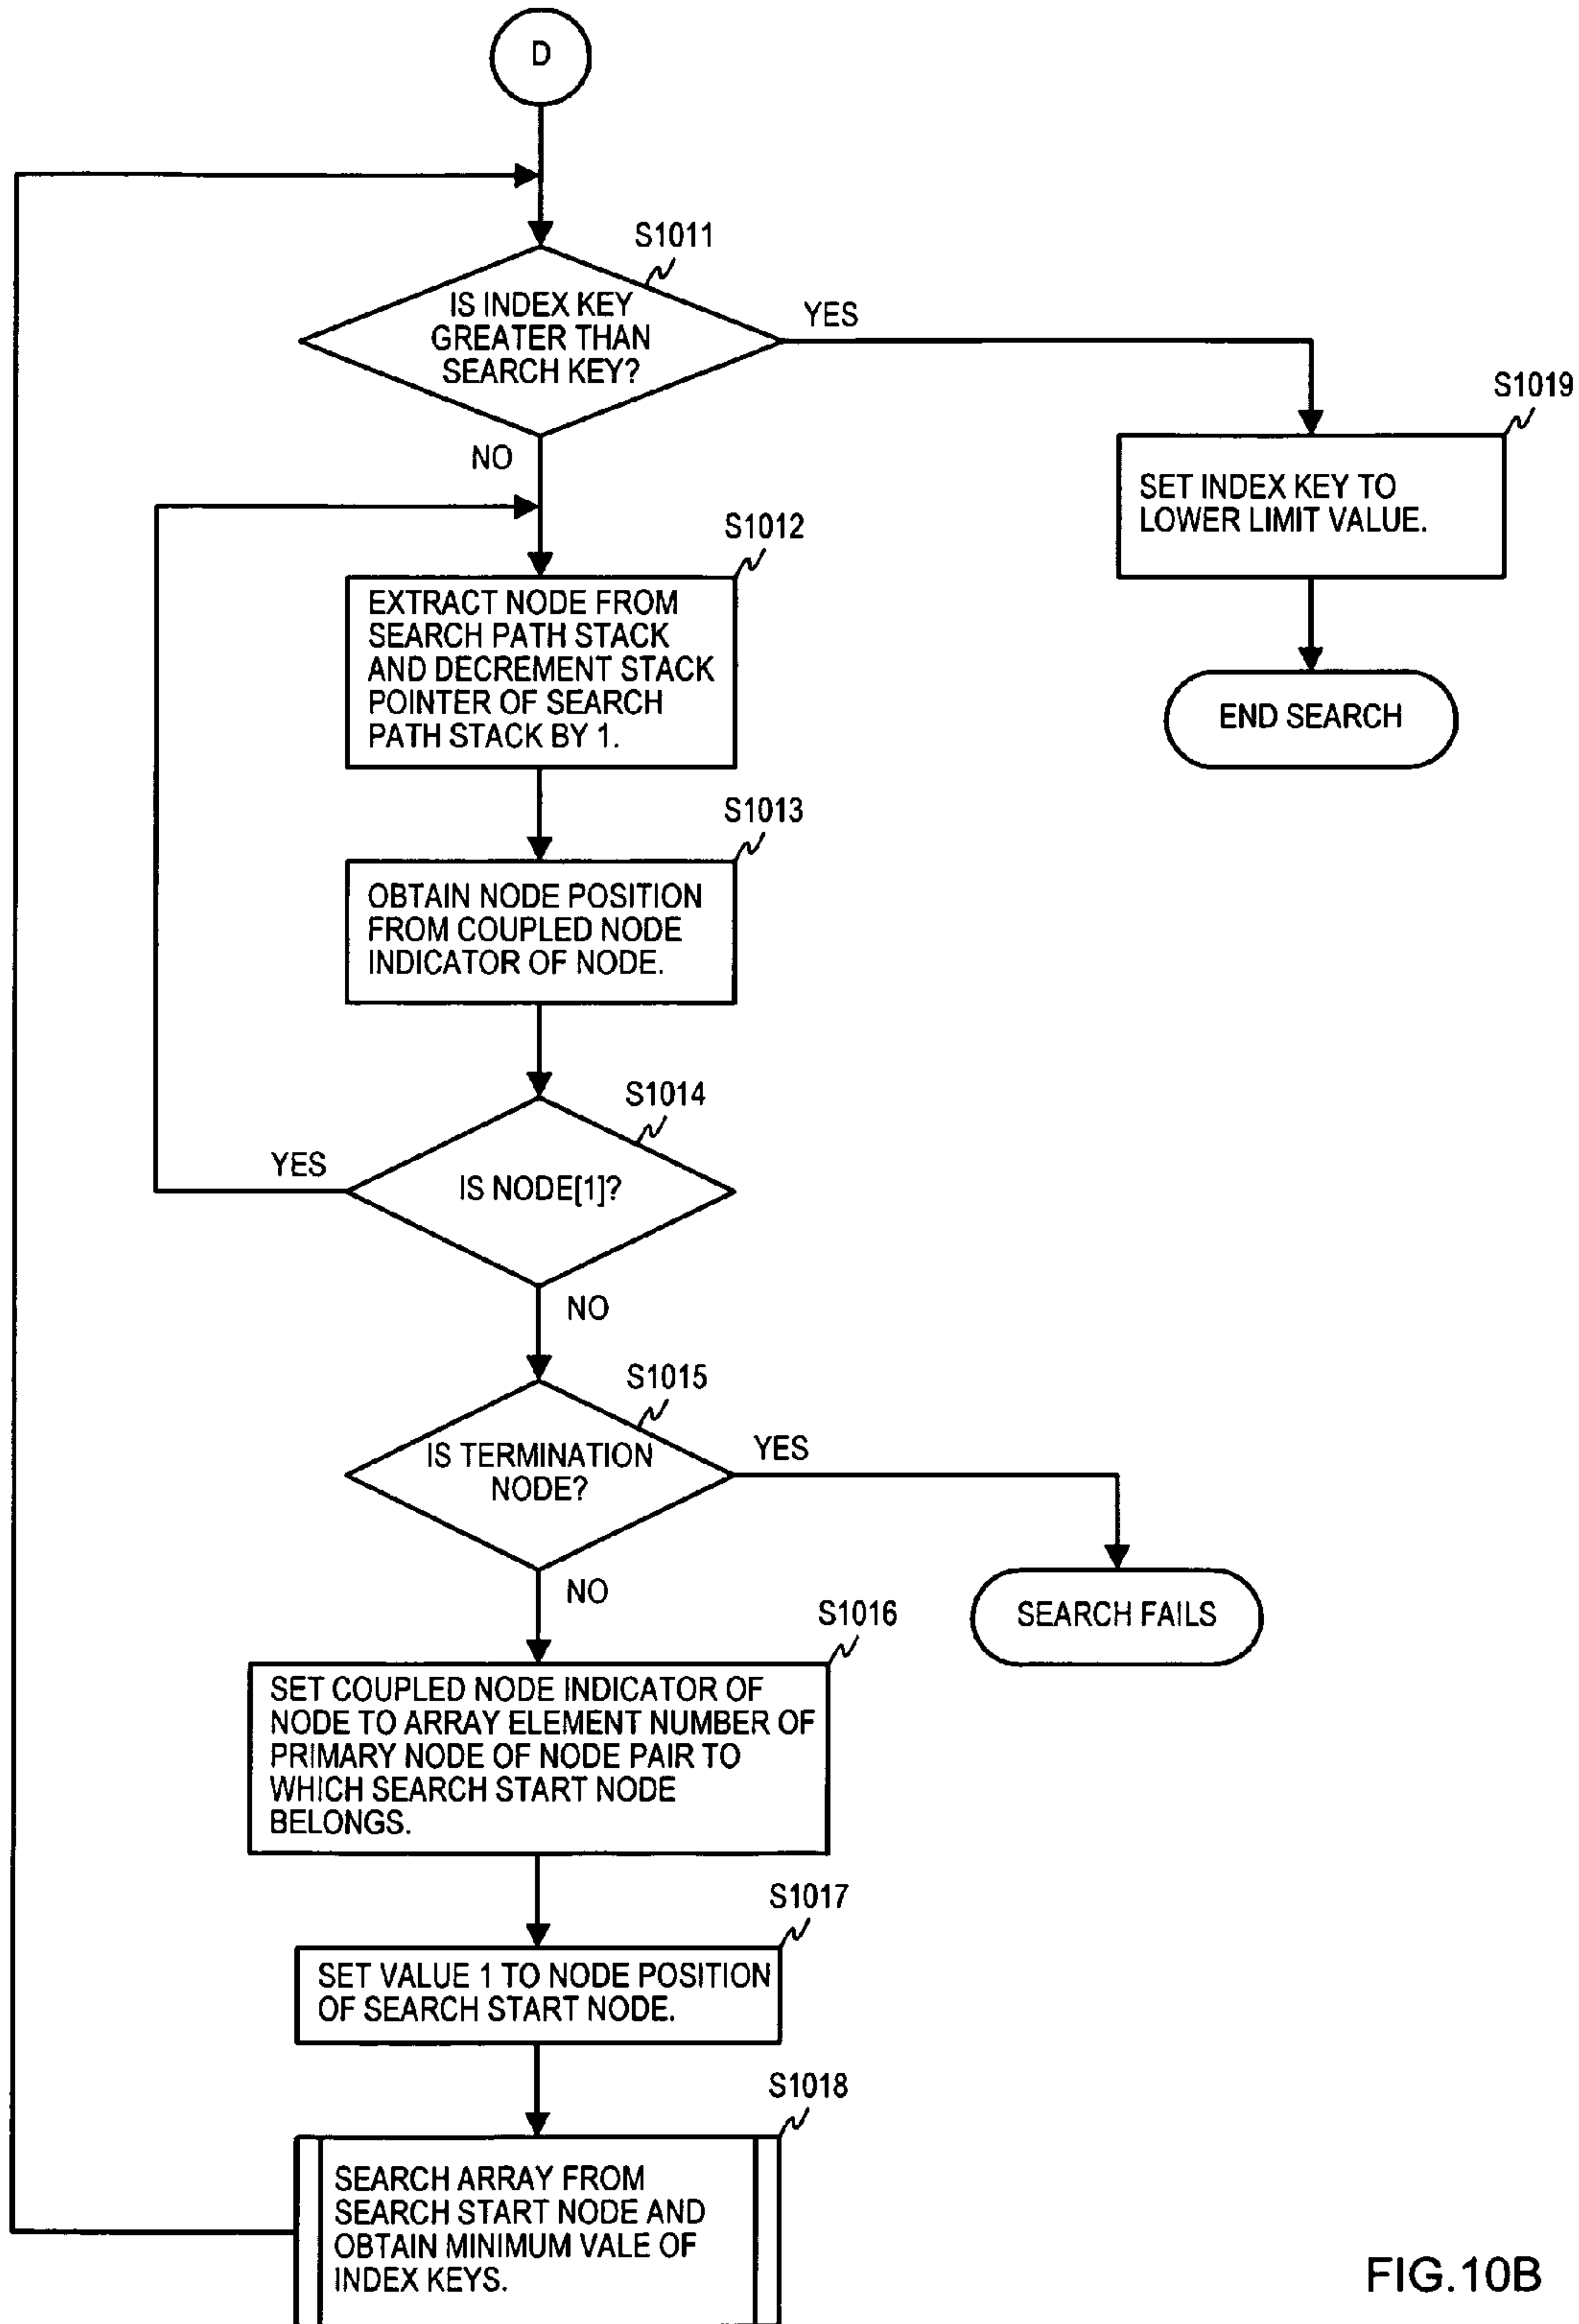 D
S1011
IS INDEX KEY
GREATER THAN
SEARCH KEY?
YES
NO
S1019
SET INDEX KEY TO
LOWER LIMIT VALUE.
END SEARCH
S1012
EXTRACT NODE FROM
SEARCH PATH STACK
AND DECREMENT STACK
POINTER OF SEARCH
PATH STACK BY 1.
S1013
OBTAIN NODE POSITION
FROM COUPLED NODE
INDICATOR OF NODE.
S1014
IS NODE[1]?
YES
NO
S1015
IS TERMINATION
NODE?
YES
NO
SEARCH FAILS
S1016
SET COUPLED NODE INDICATOR OF
NODE TO ARRAY ELEMENT NUMBER OF
PRIMARY NODE OF NODE PAIR TO
WHICH SEARCH START NODE
BELONGS.
S1017
SET VALUE 1 TO NODE POSITION
OF SEARCH START NODE.
S1018
SEARCH ARRAY FROM
SEARCH START NODE AND
OBTAIN MINIMUM VALE OF
INDEX KEYS.
FIG.10B